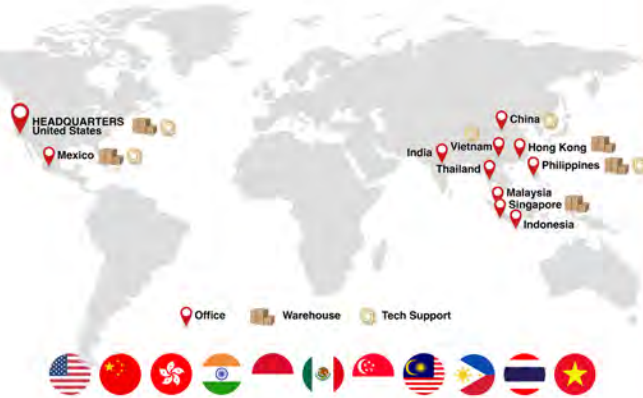 HEADQUARTERS
United States
Mexico
China
Vietnam
Hong Kong
India
Thailand
Philippines
Malaysia
Singapore
Indonesia
Office
Warehouse
Tech Support